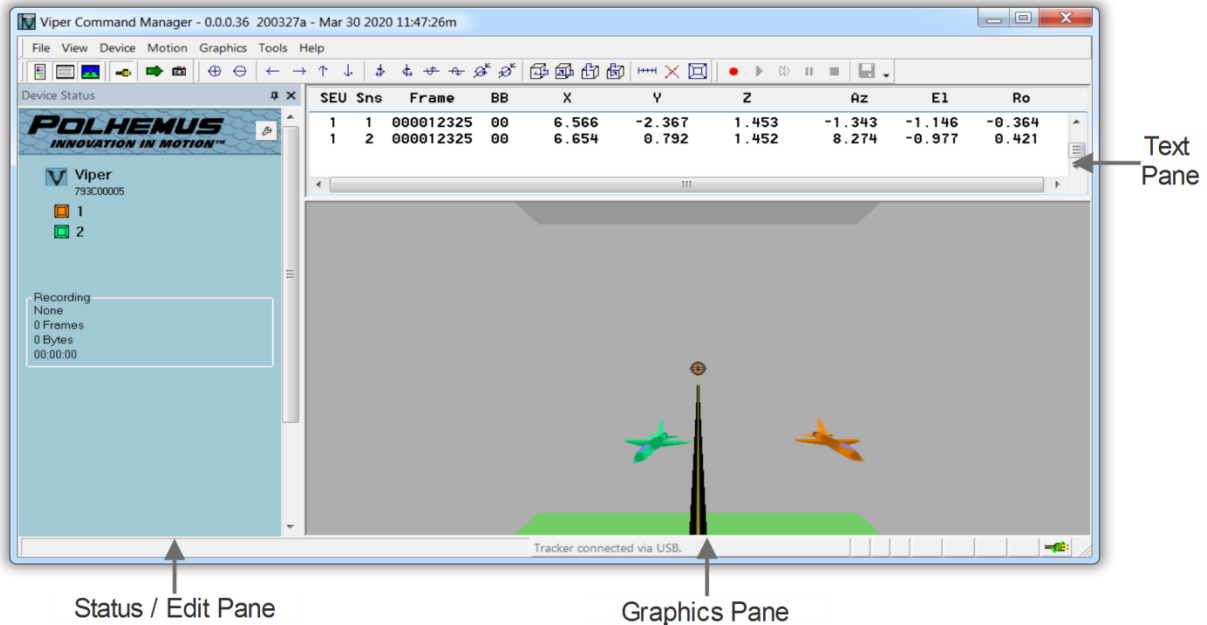 Viper Command Manager - 0.0.0.36 200327a - Mar 30 2020 11:47:26m
File View Device Motion Graphics Tools Help
Device Status
POLHEMUS
INNOVATION IN MOTION™
Viper
793C00005
1
2
Recording
None
0 Frames
0 Bytes
00:00:00
SEU Sns Frame BB X Y Z Az El Ro
1 1 000012325 00 6.566 -2.367 1.453 -1.343 -1.146 -0.364
1 2 000012325 00 6.654 0.792 1.452 8.274 -0.977 0.421
Text
Pane
Tracker connected via USB.
Status / Edit Pane
Graphics Pane